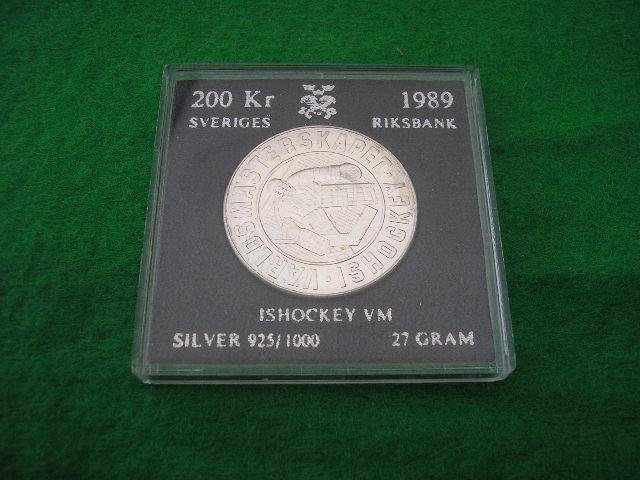 200 Kr 1989
SVERIGES RIKSBANK
VÄRLDSMÄSTERSKAPET · ISHOCKEY ·
ISHOCKEY VM
SILVER 925/1000 27 GRAM